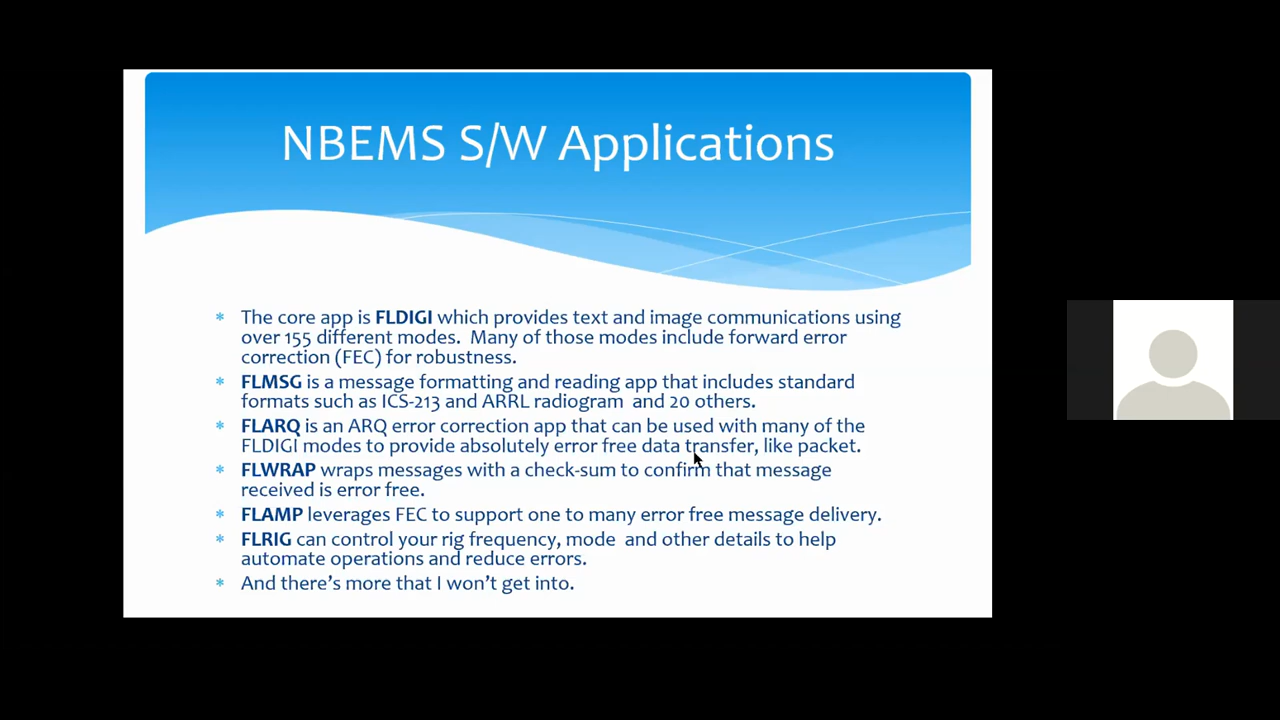 NBEMS S/W Applications
* The core app is FLDIGI which provides text and image communications using
over 155 different modes.  Many of those modes include forward error
correction (FEC) for robustness.
* FLMSG is a message formatting and reading app that includes standard
formats such as ICS-213 and ARRL radiogram  and 20 others.
* FLARQ is an ARQ error correction app that can be used with many of the
FLDIGI modes to provide absolutely error free data transfer, like packet.
* FLWRAP wraps messages with a check-sum to confirm that message
received is error free.
* FLAMP leverages FEC to support one to many error free message delivery.
* FLRIG can control your rig frequency, mode  and other details to help
automate operations and reduce errors.
* And there's more that I won't get into.